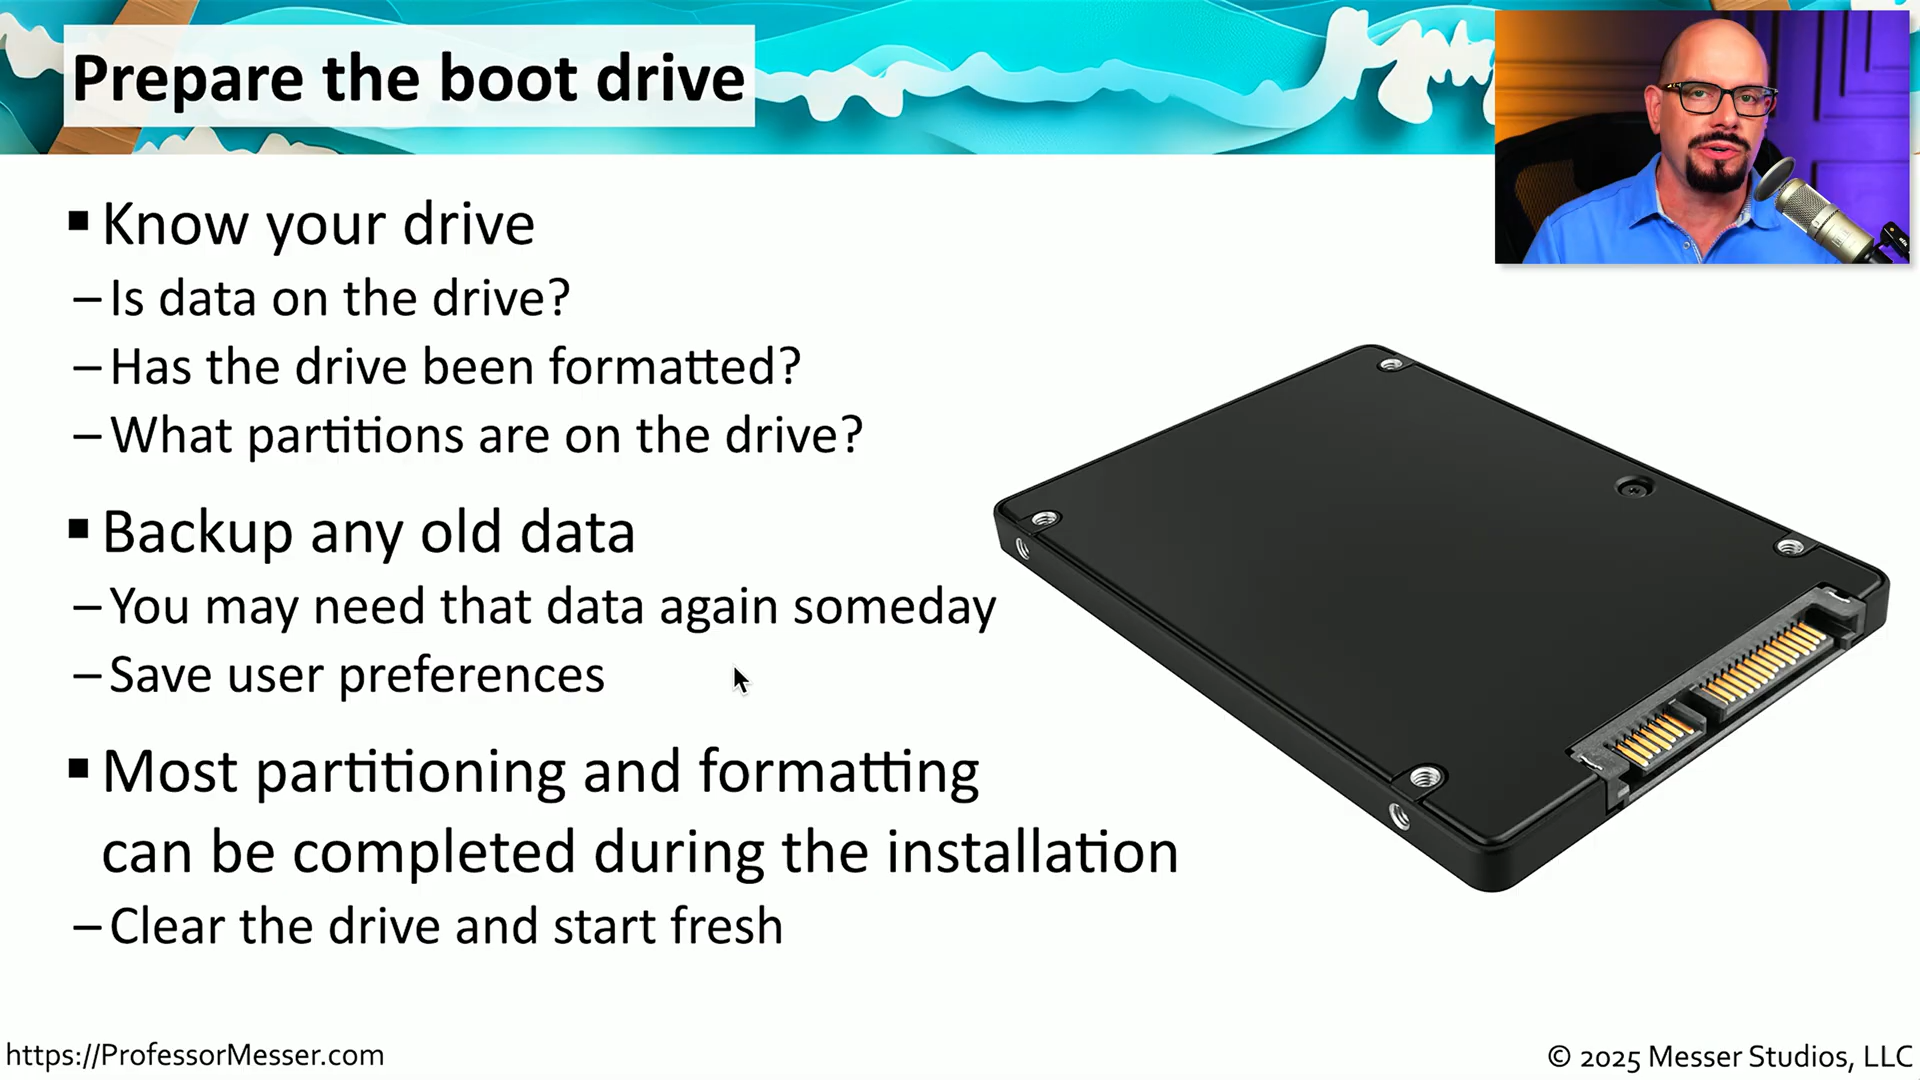 Prepare the boot drive
▪ Know your drive
– Is data on the drive?
– Has the drive been formatted?
– What partitions are on the drive?
▪ Backup any old data
– You may need that data again someday
– Save user preferences
▪ Most partitioning and formatting
can be completed during the installation
– Clear the drive and start fresh
https://ProfessorMesser.com
© 2025 Messer Studios, LLC